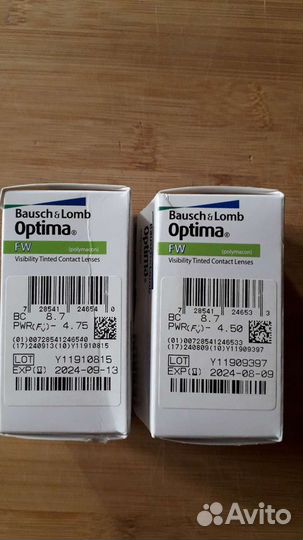 Bausch & Lomb
Optima®
FW (polymacon)
Visibility Tinted Contact Lenses
7 28541 24654 0
BC 8.7
PWR(F'v)- 4.75
(01)00728541246540
(17)240913(10)Y11910815
LOT Y11910815
EXP(II) 2024-09-13
Bausch & Lomb
Optima®
FW (polymacon)
Visibility Tinted Contact Lenses
7 28541 24653 3
BC 8.7
PWR(F'v)- 4.50
(01)00728541246533
(17)240809(10)Y11909397
LOT Y11909397
EXP(II) 2024-08-09
Optima®
Avito